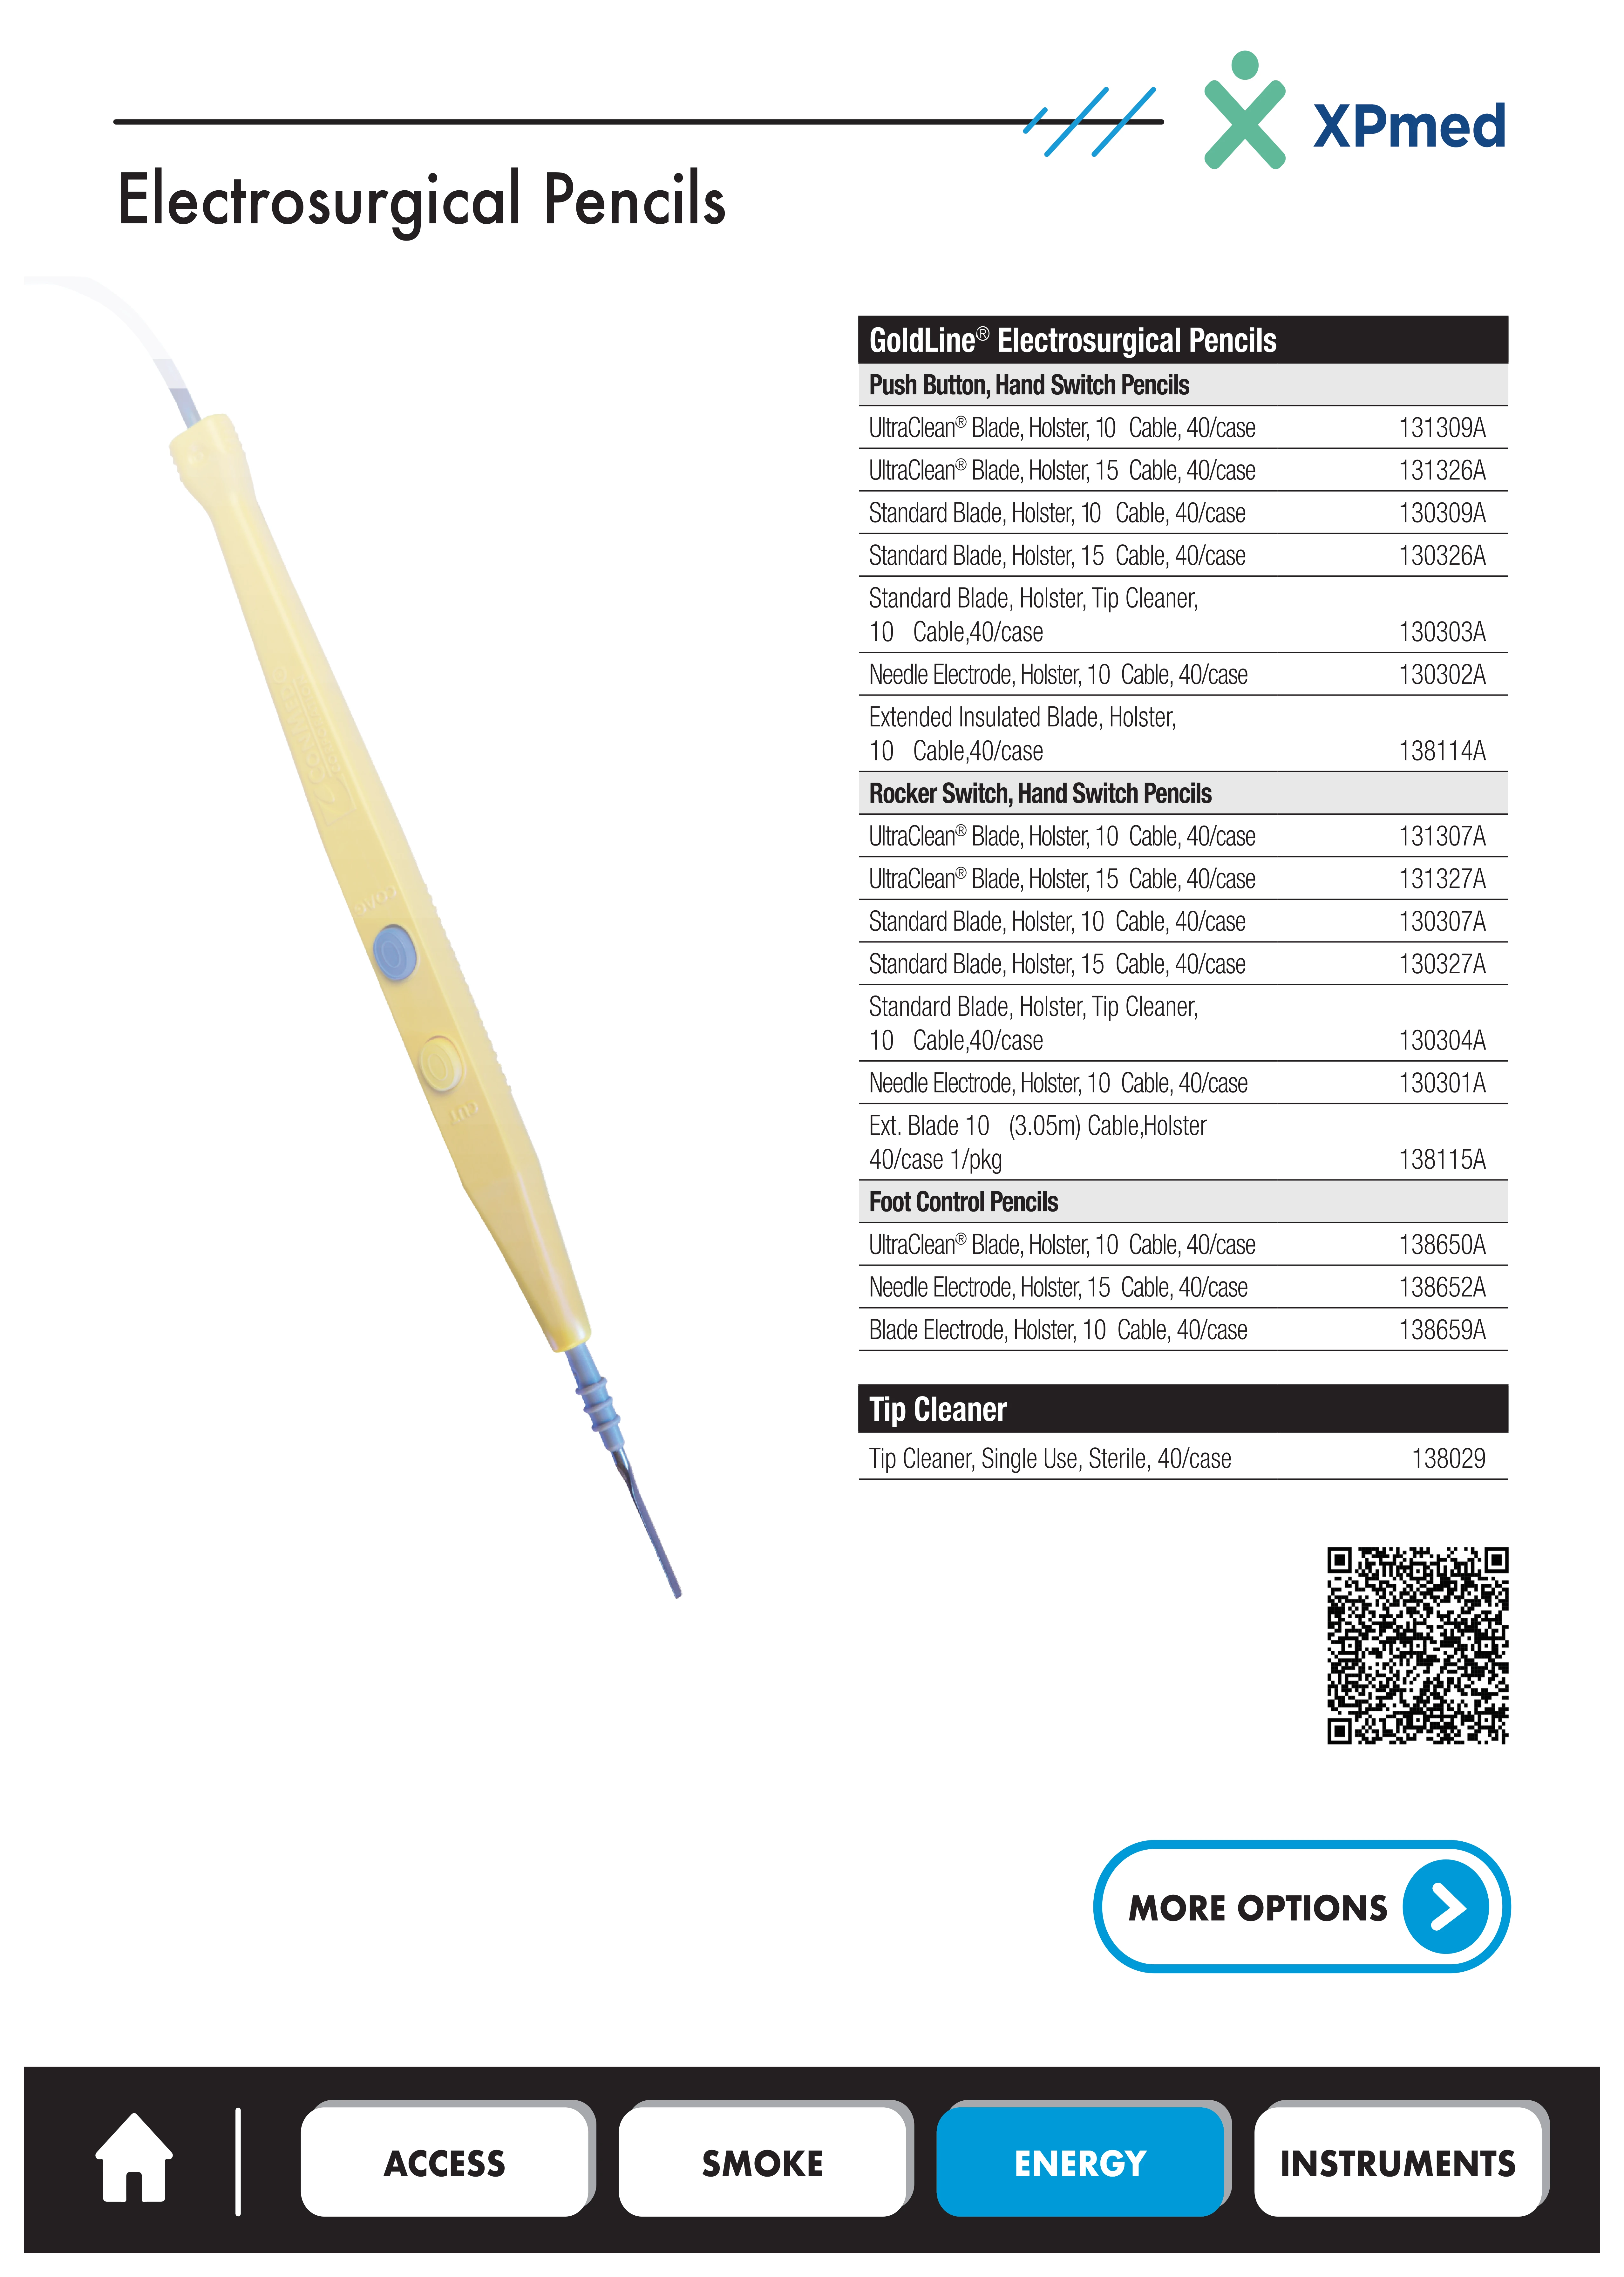 XPmed
Electrosurgical Pencils
GoldLine® Electrosurgical Pencils
Push Button, Hand Switch Pencils
UltraClean® Blade, Holster, 10 Cable, 40/case 131309A
UltraClean® Blade, Holster, 15 Cable, 40/case 131326A
Standard Blade, Holster, 10 Cable, 40/case 130309A
Standard Blade, Holster, 15 Cable, 40/case 130326A
Standard Blade, Holster, Tip Cleaner,
10 Cable,40/case 130303A
Needle Electrode, Holster, 10 Cable, 40/case 130302A
Extended Insulated Blade, Holster,
10 Cable,40/case 138114A
Rocker Switch, Hand Switch Pencils
UltraClean® Blade, Holster, 10 Cable, 40/case 131307A
UltraClean® Blade, Holster, 15 Cable, 40/case 131327A
Standard Blade, Holster, 10 Cable, 40/case 130307A
Standard Blade, Holster, 15 Cable, 40/case 130327A
Standard Blade, Holster, Tip Cleaner,
10 Cable,40/case 130304A
Needle Electrode, Holster, 10 Cable, 40/case 130301A
Ext. Blade 10 (3.05m) Cable,Holster
40/case 1/pkg 138115A
Foot Control Pencils
UltraClean® Blade, Holster, 10 Cable, 40/case 138650A
Needle Electrode, Holster, 15 Cable, 40/case 138652A
Blade Electrode, Holster, 10 Cable, 40/case 138659A
Tip Cleaner
Tip Cleaner, Single Use, Sterile, 40/case 138029
CONMED
COAG
CUT
MORE OPTIONS
ACCESS
SMOKE
ENERGY
INSTRUMENTS